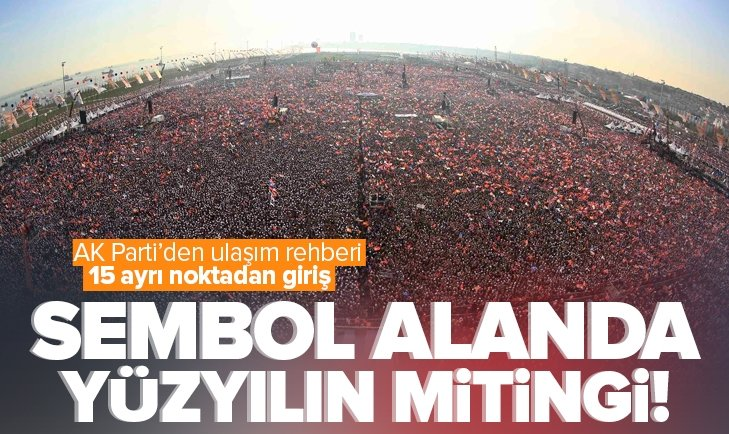 AK Parti'den ulaşım rehberi
15 ayrı noktadan giriş
SEMBOL ALANDA
YÜZYILIN MİTİNGİ!